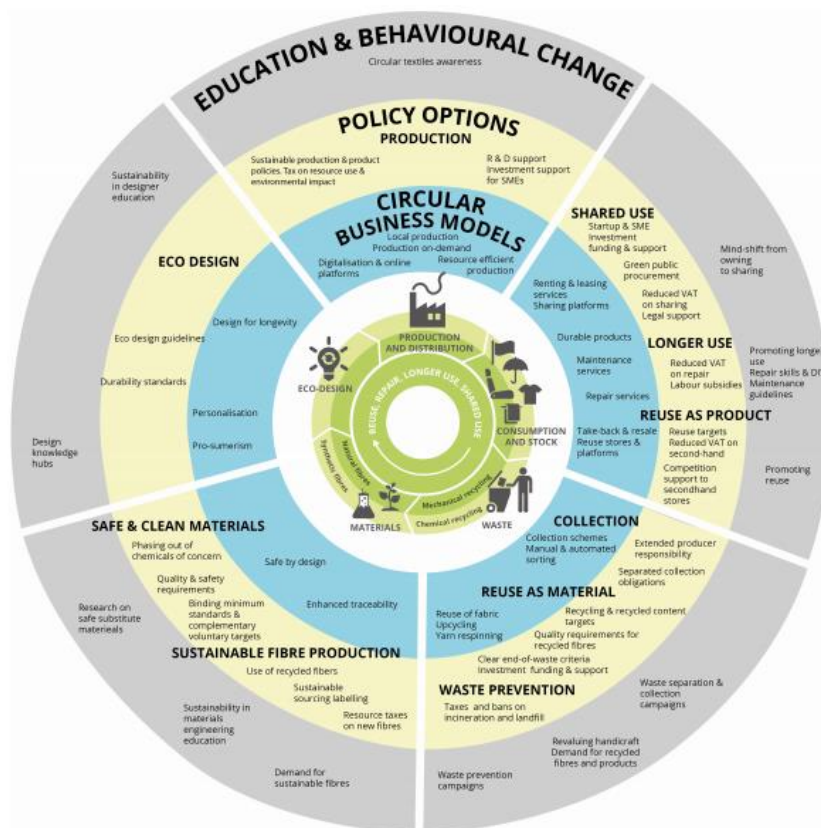 EDUCATION & BEHAVIOURAL CHANGE
Circular textiles awareness
POLICY OPTIONS
PRODUCTION
Sustainable production & product
policies. Tax on resource use &
environmental impact
R & D support
Investment support
for SMEs
CIRCULAR
BUSINESS MODELS
Local production
Production on-demand
Digitalisation & online
platforms
Resource efficient
production
Sustainability
in designer
education
ECO DESIGN
Eco design guidelines
Durability standards
Design for longevity
Personalisation
Pro-sumerism
Design
knowledge
hubs
SHARED USE
Startup & SME
Investment
funding & support
Green public
procurement
Reduced VAT
on sharing
Legal support
Mind-shift from
owning
to sharing
Renting & leasing
services
Sharing platforms
Durable products
Maintenance
services
Repair services
LONGER USE
Reduced VAT
on repair
Labour subsidies
Promoting longer
use
Repair skills & DIY
Maintenance
guidelines
REUSE AS PRODUCT
Take-back & resale
Reuse stores &
platforms
Reuse targets
Reduced VAT on
second-hand
Competition
support to
secondhand
stores
Promoting
reuse
PRODUCTION
AND DISTRIBUTION
ECO-DESIGN
CONSUMPTION
AND STOCK
REUSE, REPAIR, LONGER USE, SHARED USE
Natural fibres
Synthetic fibres
Mechanical recycling
Chemical recycling
MATERIALS
WASTE
SAFE & CLEAN MATERIALS
Phasing out of
chemicals of concern
Quality & safety
requirements
Binding minimum
standards &
complementary
voluntary targets
Safe by design
Enhanced traceability
Research on
safe substitute
matereials
SUSTAINABLE FIBRE PRODUCTION
Use of recycled fibers
Sustainable
sourcing labelling
Resource taxes
on new fibres
Sustainability in
materials
engineering
education
Demand for
sustainable fibres
COLLECTION
Collection schemes
Manual & automated
sorting
Extended producer
responsibility
Separated collection
obligations
REUSE AS MATERIAL
Reuse of fabric
Upcycling
Yarn respinning
Recycling & recycled content
targets
Quality requirements for
recycled fibres
Clear end-of-waste criteria
Investment funding & support
WASTE PREVENTION
Taxes and bans on
incineration and landfill
Waste separation &
collection
campaigns
Revaluing handicraft
Demand for recycled
fibres and products
Waste prevention
campaigns